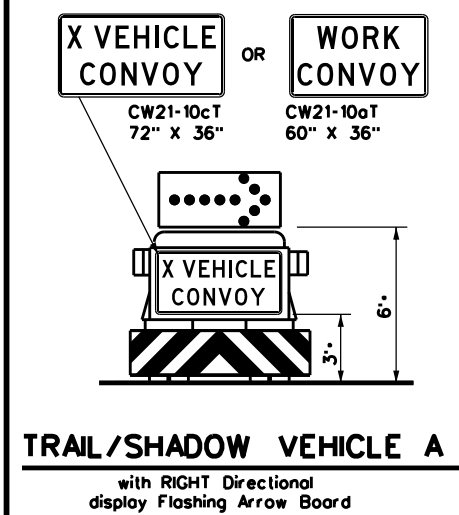 X VEHICLE
CONVOY
OR
WORK
CONVOY
CW21-10cT
72" X 36"
CW21-10aT
60" X 36"
X VEHICLE
CONVOY
6'±
3'±
TRAIL/SHADOW VEHICLE A
with RIGHT Directional
display Flashing Arrow Board